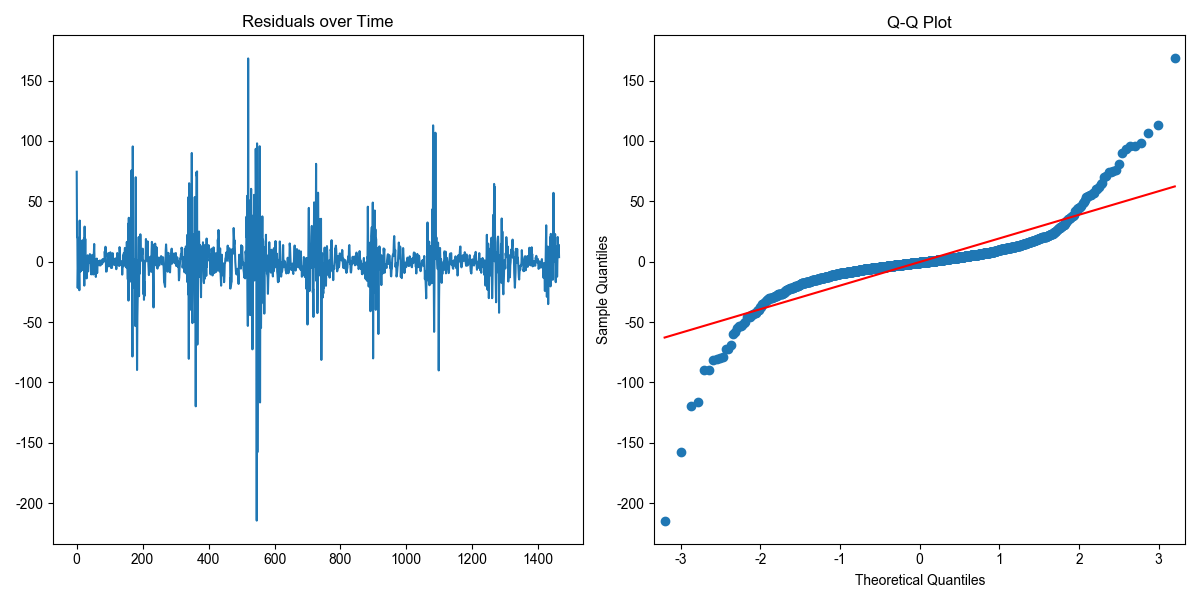 Residuals over Time
150
100
50
0
-50
-100
-150
-200
0 200 400 600 800 1000 1200 1400
Q-Q Plot
Sample Quantiles
150
100
50
0
-50
-100
-150
-200
-3 -2 -1 0 1 2 3
Theoretical Quantiles